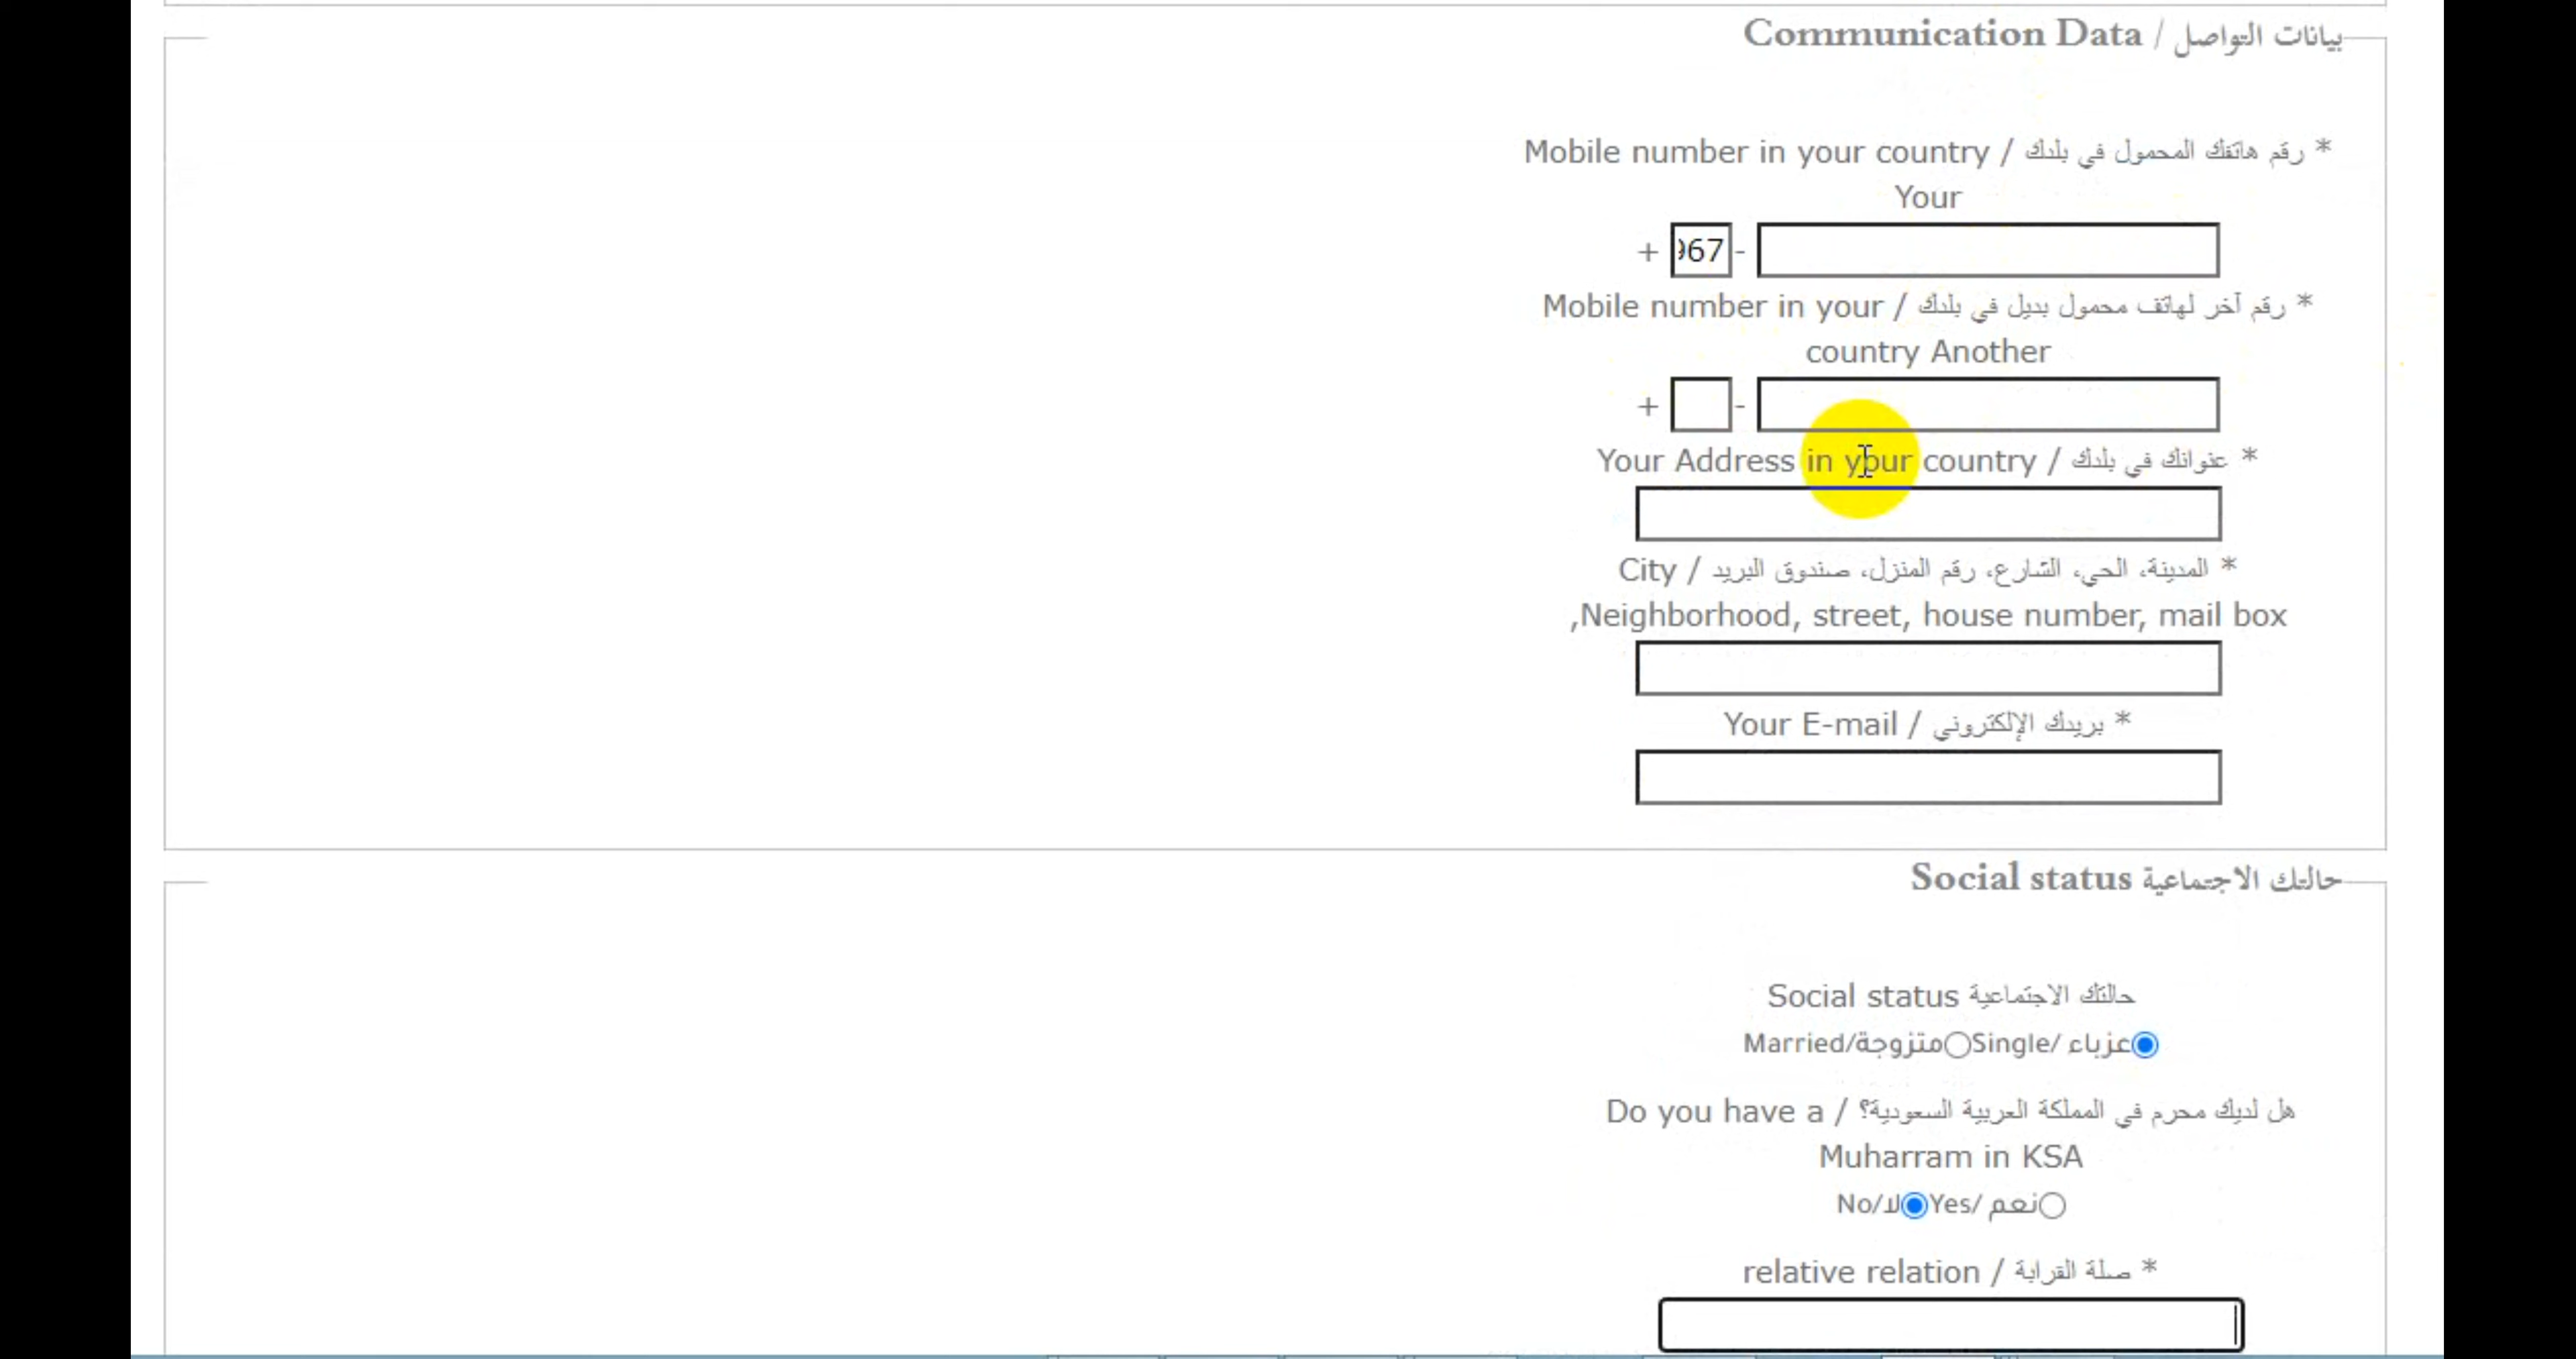 بيانات التواصل / Communication Data
* رقم هاتفك المحمول في بلدك / Mobile number in your country
Your
+ 967 -
* رقم آخر لهاتف محمول بديل في بلدك / Mobile number in your
country Another
+ -
* عنوانك في بلدك / Your Address in your country
* المدينة، الحي، الشارع، رقم المنزل، صندوق البريد / City
,Neighborhood, street, house number, mail box
* بريدك الإلكتروني / Your E-mail
حالتك الاجتماعية Social status
حالتك الاجتماعية Social status
عزباء /Single متزوجة/Married
هل لديك محرم في المملكة العربية السعودية؟ / Do you have a
Muharram in KSA
نعم /Yes لا/No
* صلة القرابة / relative relation